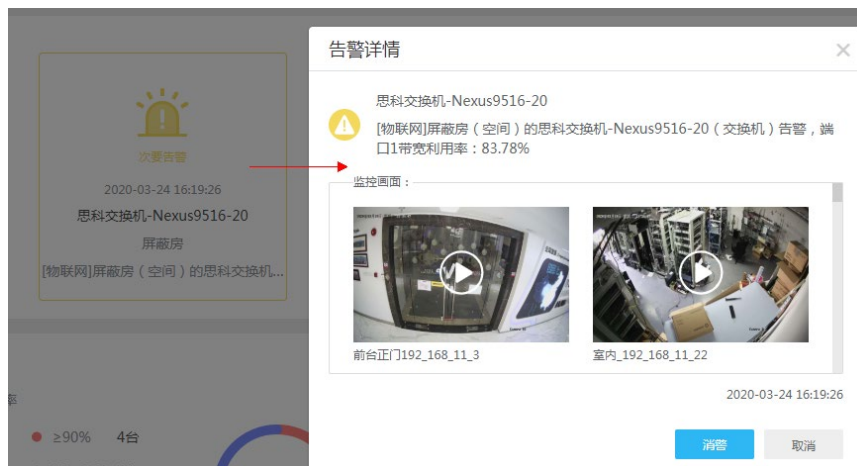 次要告警
2020-03-24 16:19:26
思科交换机-Nexus9516-20
屏蔽房
[物联网]屏蔽房（空间）的思科交换机...
率
≥90% 4台
告警详情
思科交换机-Nexus9516-20
[物联网]屏蔽房（空间）的思科交换机-Nexus9516-20（交换机）告警，端
口1带宽利用率：83.78%
监控画面：
前台正门192_168_11_3
室内_192_168_11_22
2020-03-24 16:19:26
消警
取消